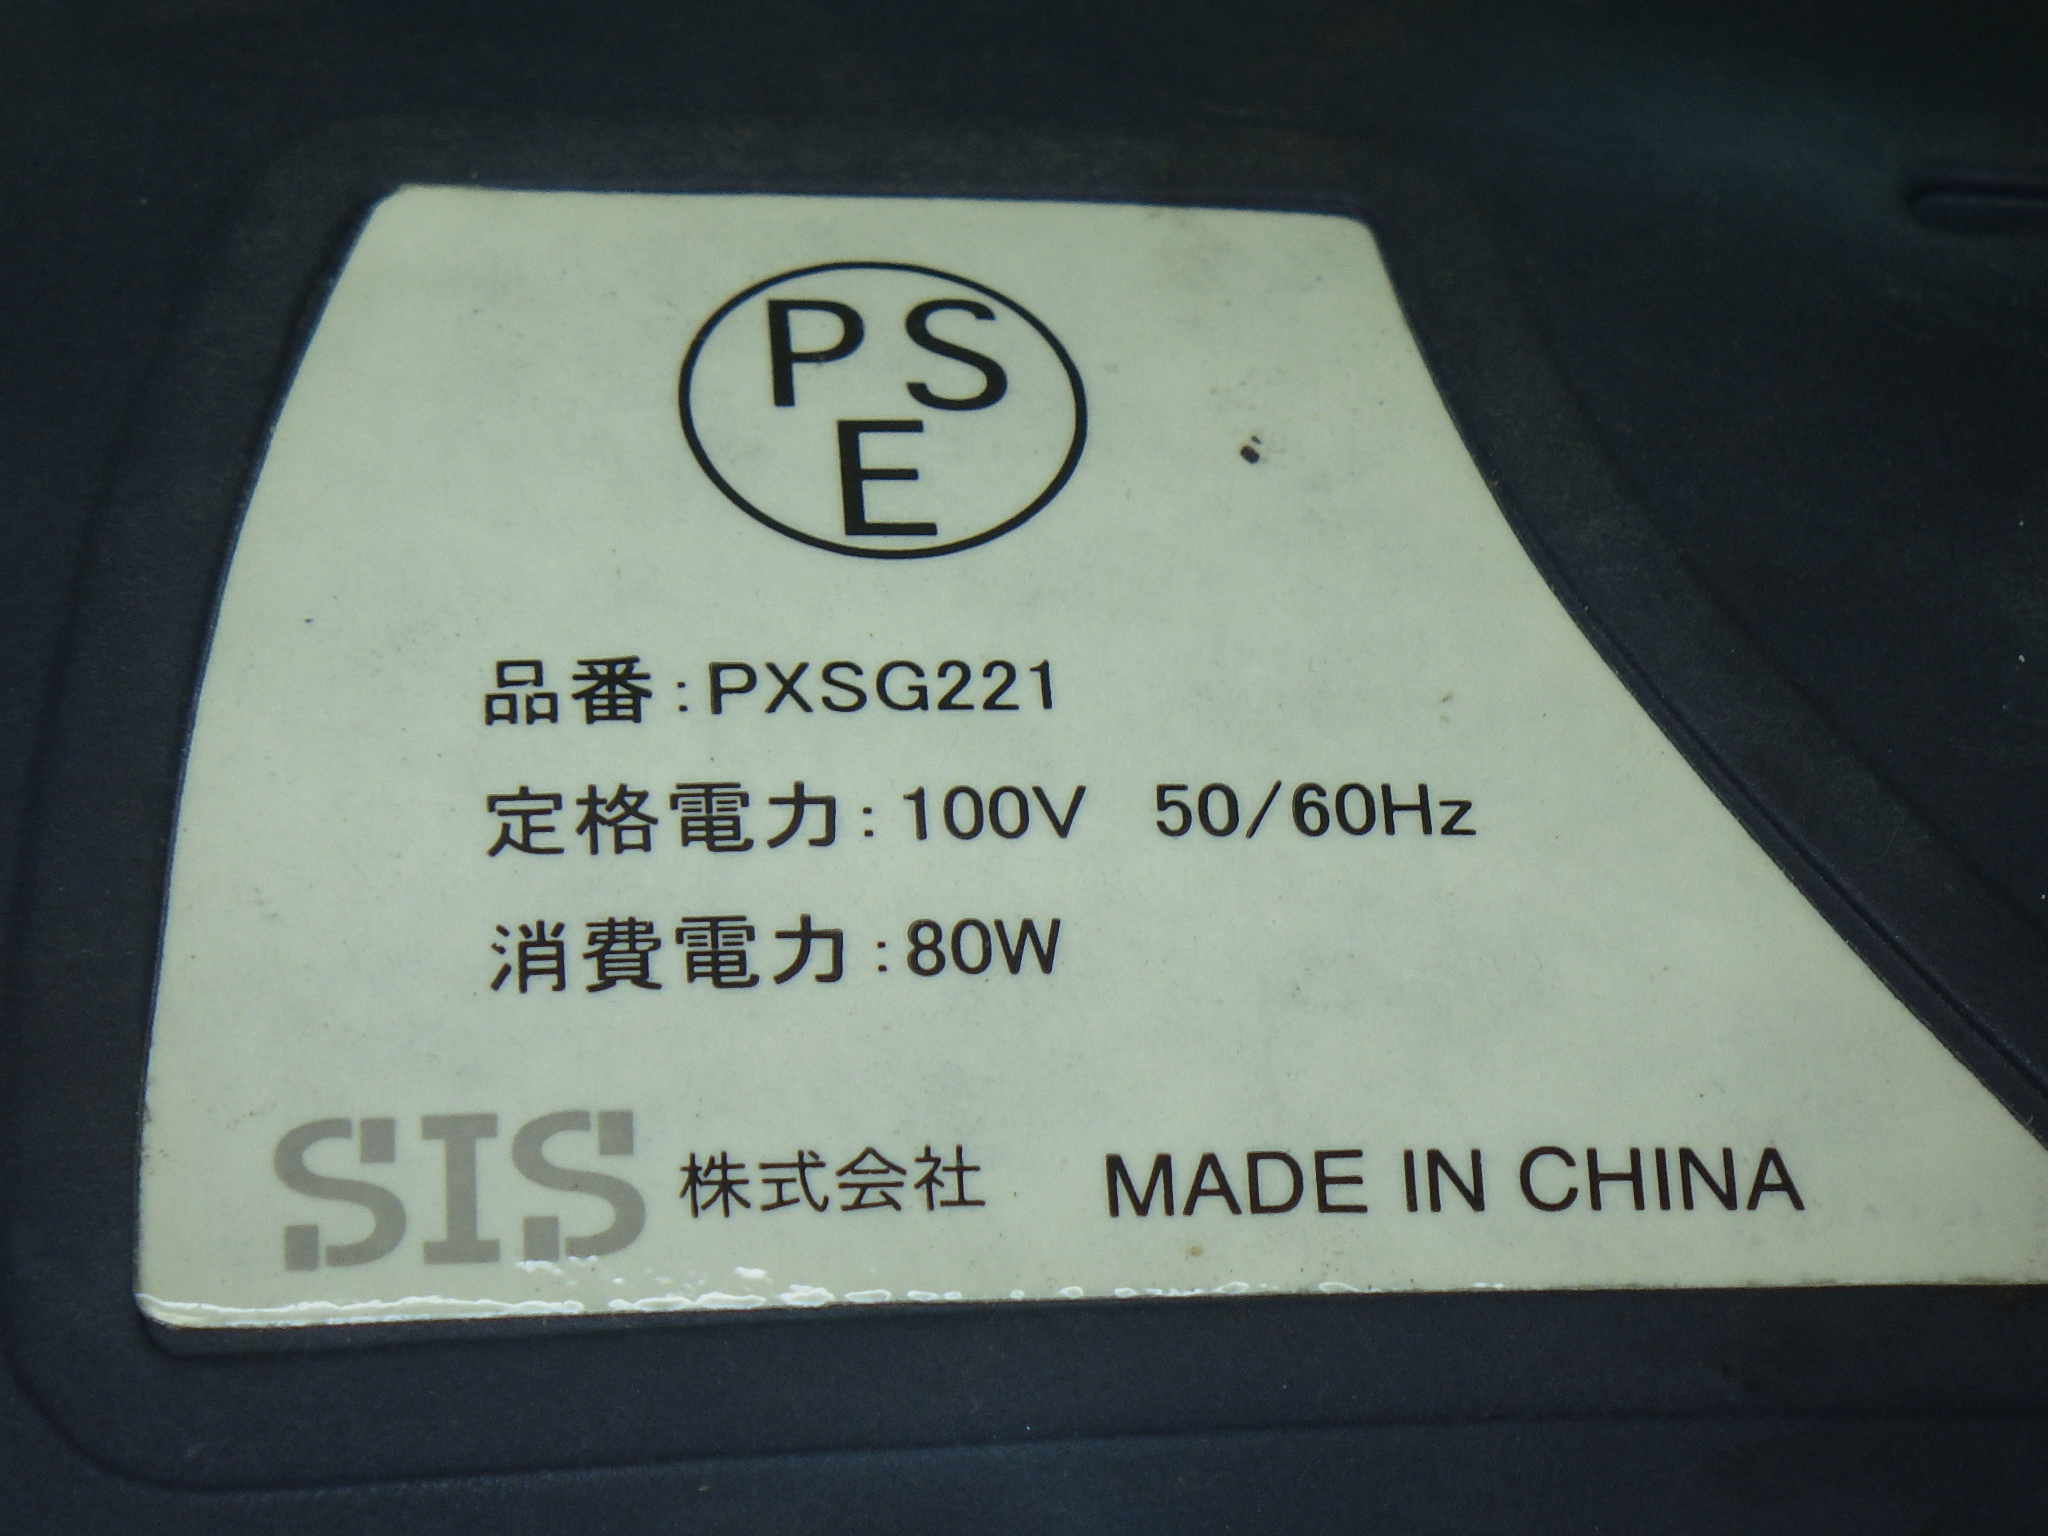 PS
E
品番:PXSG221
定格電力:100V 50/60Hz
消費電力:80W
SIS 株式会社 MADE IN CHINA